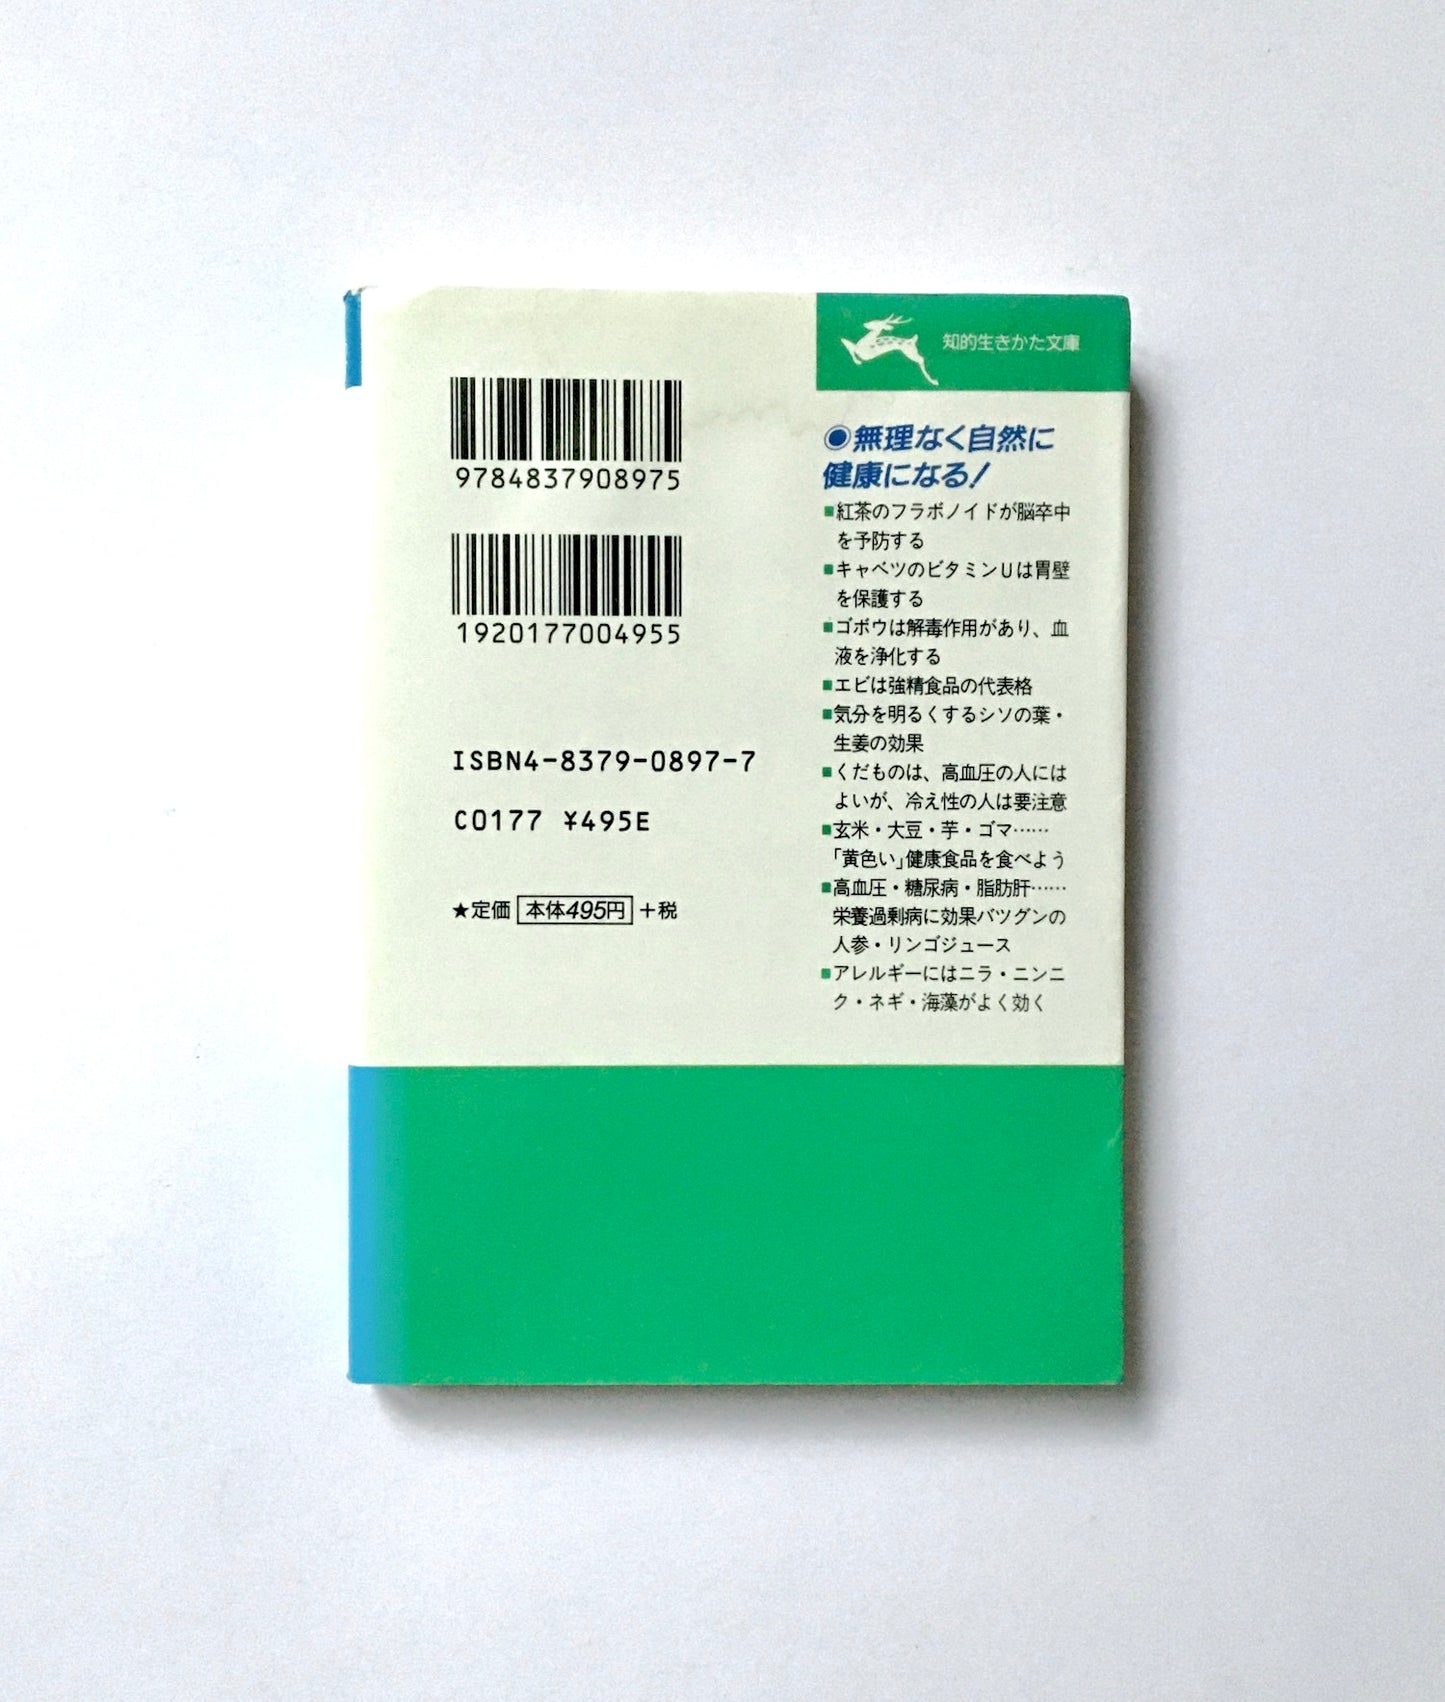 知的生きかた文庫
◉無理なく自然に
健康になる！
■紅茶のフラボノイドが脳卒中
を予防する
■キャベツのビタミンUは胃壁
を保護する
■ゴボウは解毒作用があり、血
液を浄化する
■エビは強精食品の代表格
■気分を明るくするシソの葉・
生姜の効果
■くだものは、高血圧の人には
よいが、冷え性の人は要注意
■玄米・大豆・芋・ゴマ……
「黄色い」健康食品を食べよう
■高血圧・糖尿病・脂肪肝……
栄養過剰病に効果バツグンの
人参・リンゴジュース
■アレルギーにはニラ・ニンニ
ク・ネギ・海藻がよく効く
9784837908975
1920177004955
ISBN4-8379-0897-7
C0177 ¥495E
★定価 本体495円 +税